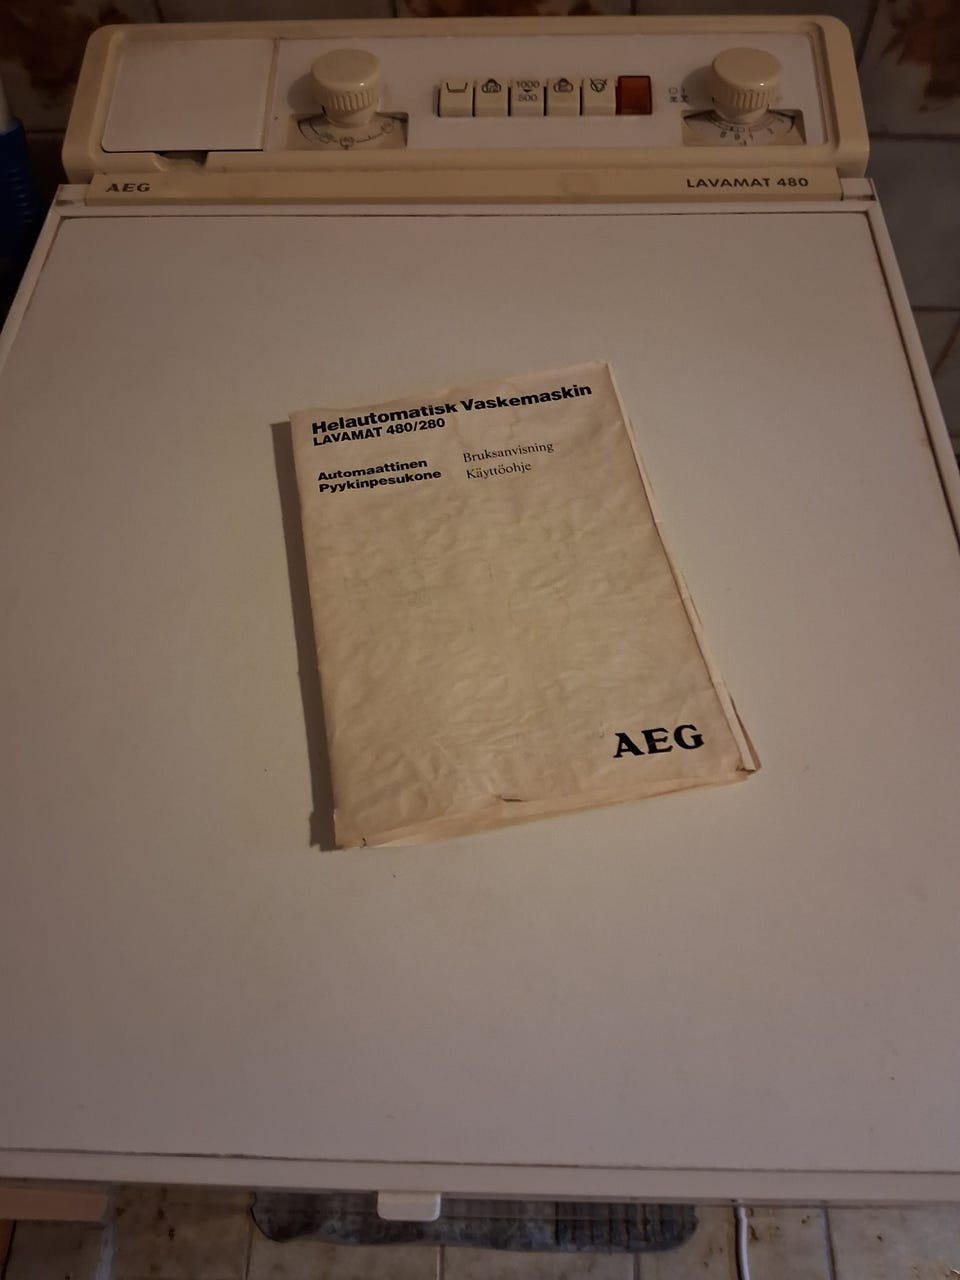 1000
500
AEG
LAVAMAT 480
Helautomatisk Vaskemaskin
LAVAMAT 480/280
Automaattinen
Pyykinpesukone
Bruksanvisning
Käyttöohje
AEG